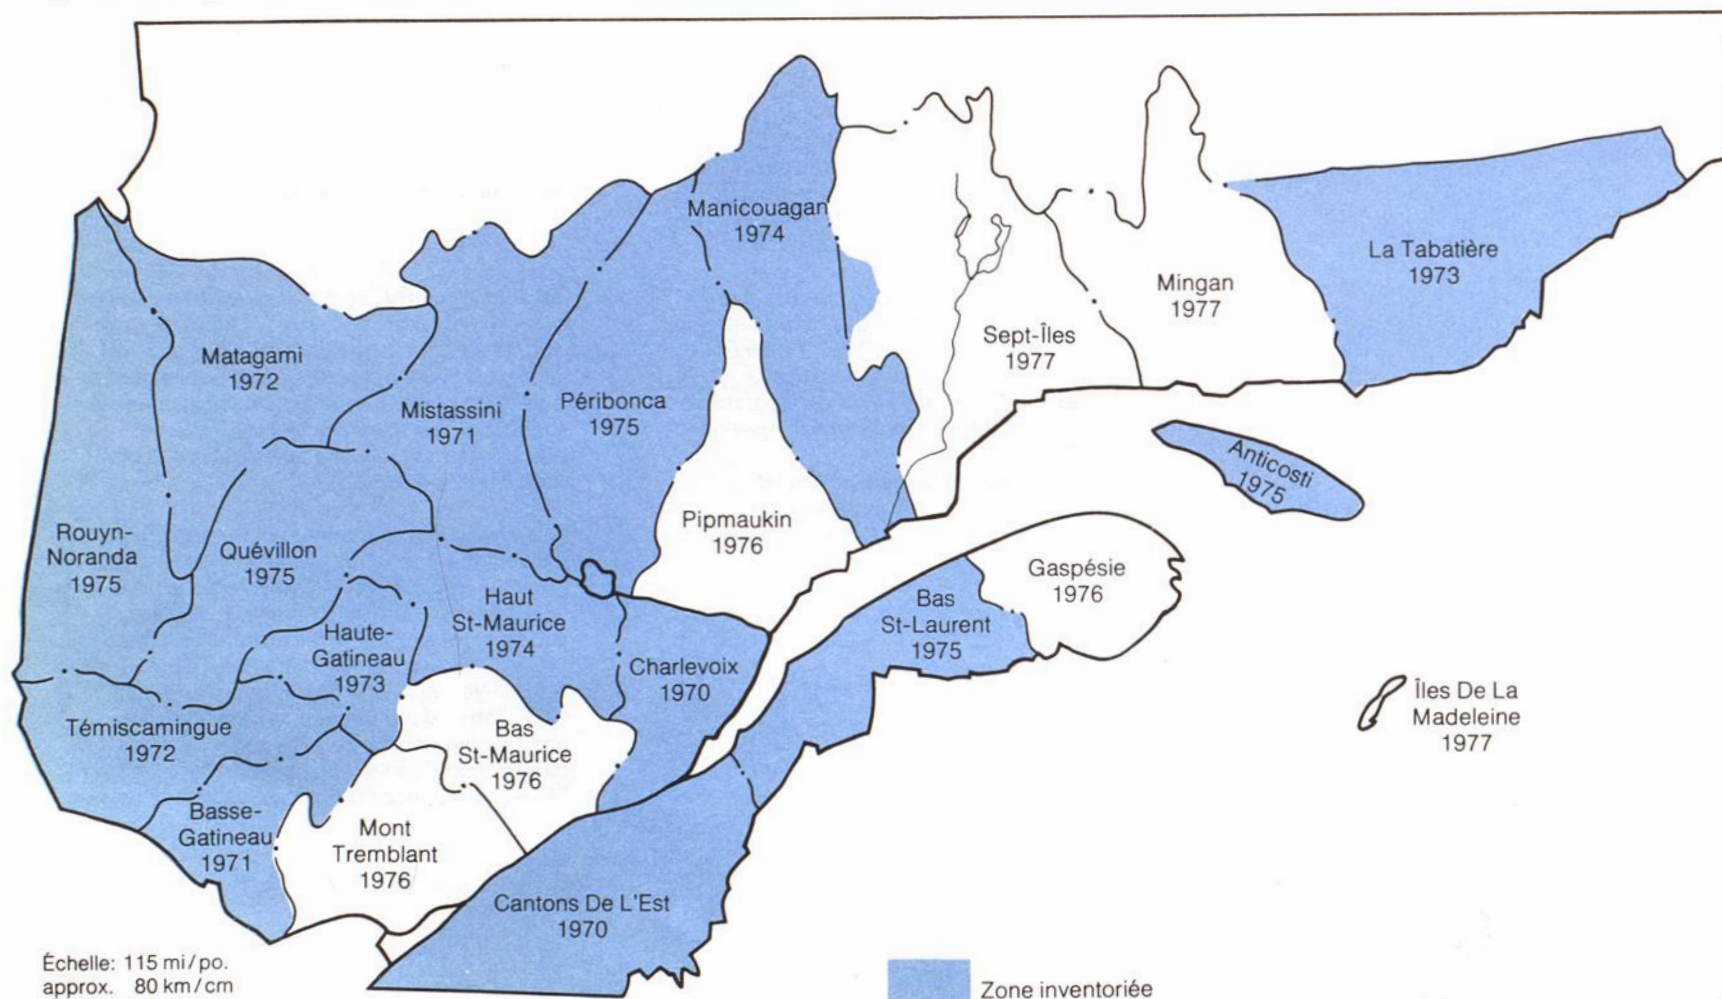 Manicouagan
1974
La Tabatière
1973
Mingan
1977
Sept-Îles
1977
Matagami
1972
Mistassini
1971
Péribonca
1975
Anticosti
1975
Pipmaukin
1976
Rouyn-
Noranda
1975
Quévillon
1975
Gaspésie
1976
Haut
St-Maurice
1974
Bas
St-Laurent
1975
Haute-
Gatineau
1973
Charlevoix
1970
Îles De La
Madeleine
1977
Témiscamingue
1972
Bas
St-Maurice
1976
Basse-
Gatineau
1971
Mont
Tremblant
1976
Cantons De L'Est
1970
Échelle: 115 mi/po.
approx. 80 km/cm
Zone inventoriée